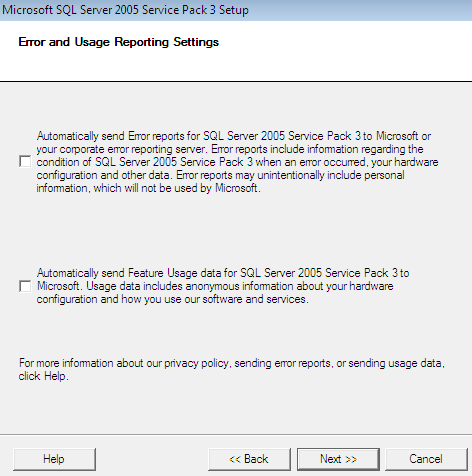 Microsoft SQL Server 2005 Service Pack 3 Setup
Error and Usage Reporting Settings
Automatically send Error reports for SQL Server 2005 Service Pack 3 to Microsoft or
your corporate error reporting server. Error reports include information regarding the
condition of SQL Server 2005 Service Pack 3 when an error occurred, your hardware
configuration and other data. Error reports may unintentionally include personal
information, which will not be used by Microsoft.
Automatically send Feature Usage data for SQL Server 2005 Service Pack 3 to
Microsoft. Usage data includes anonymous information about your hardware
configuration and how you use our software and services.
For more information about our privacy policy, sending error reports, or sending usage data,
click Help.
Help
<< Back
Next >>
Cancel